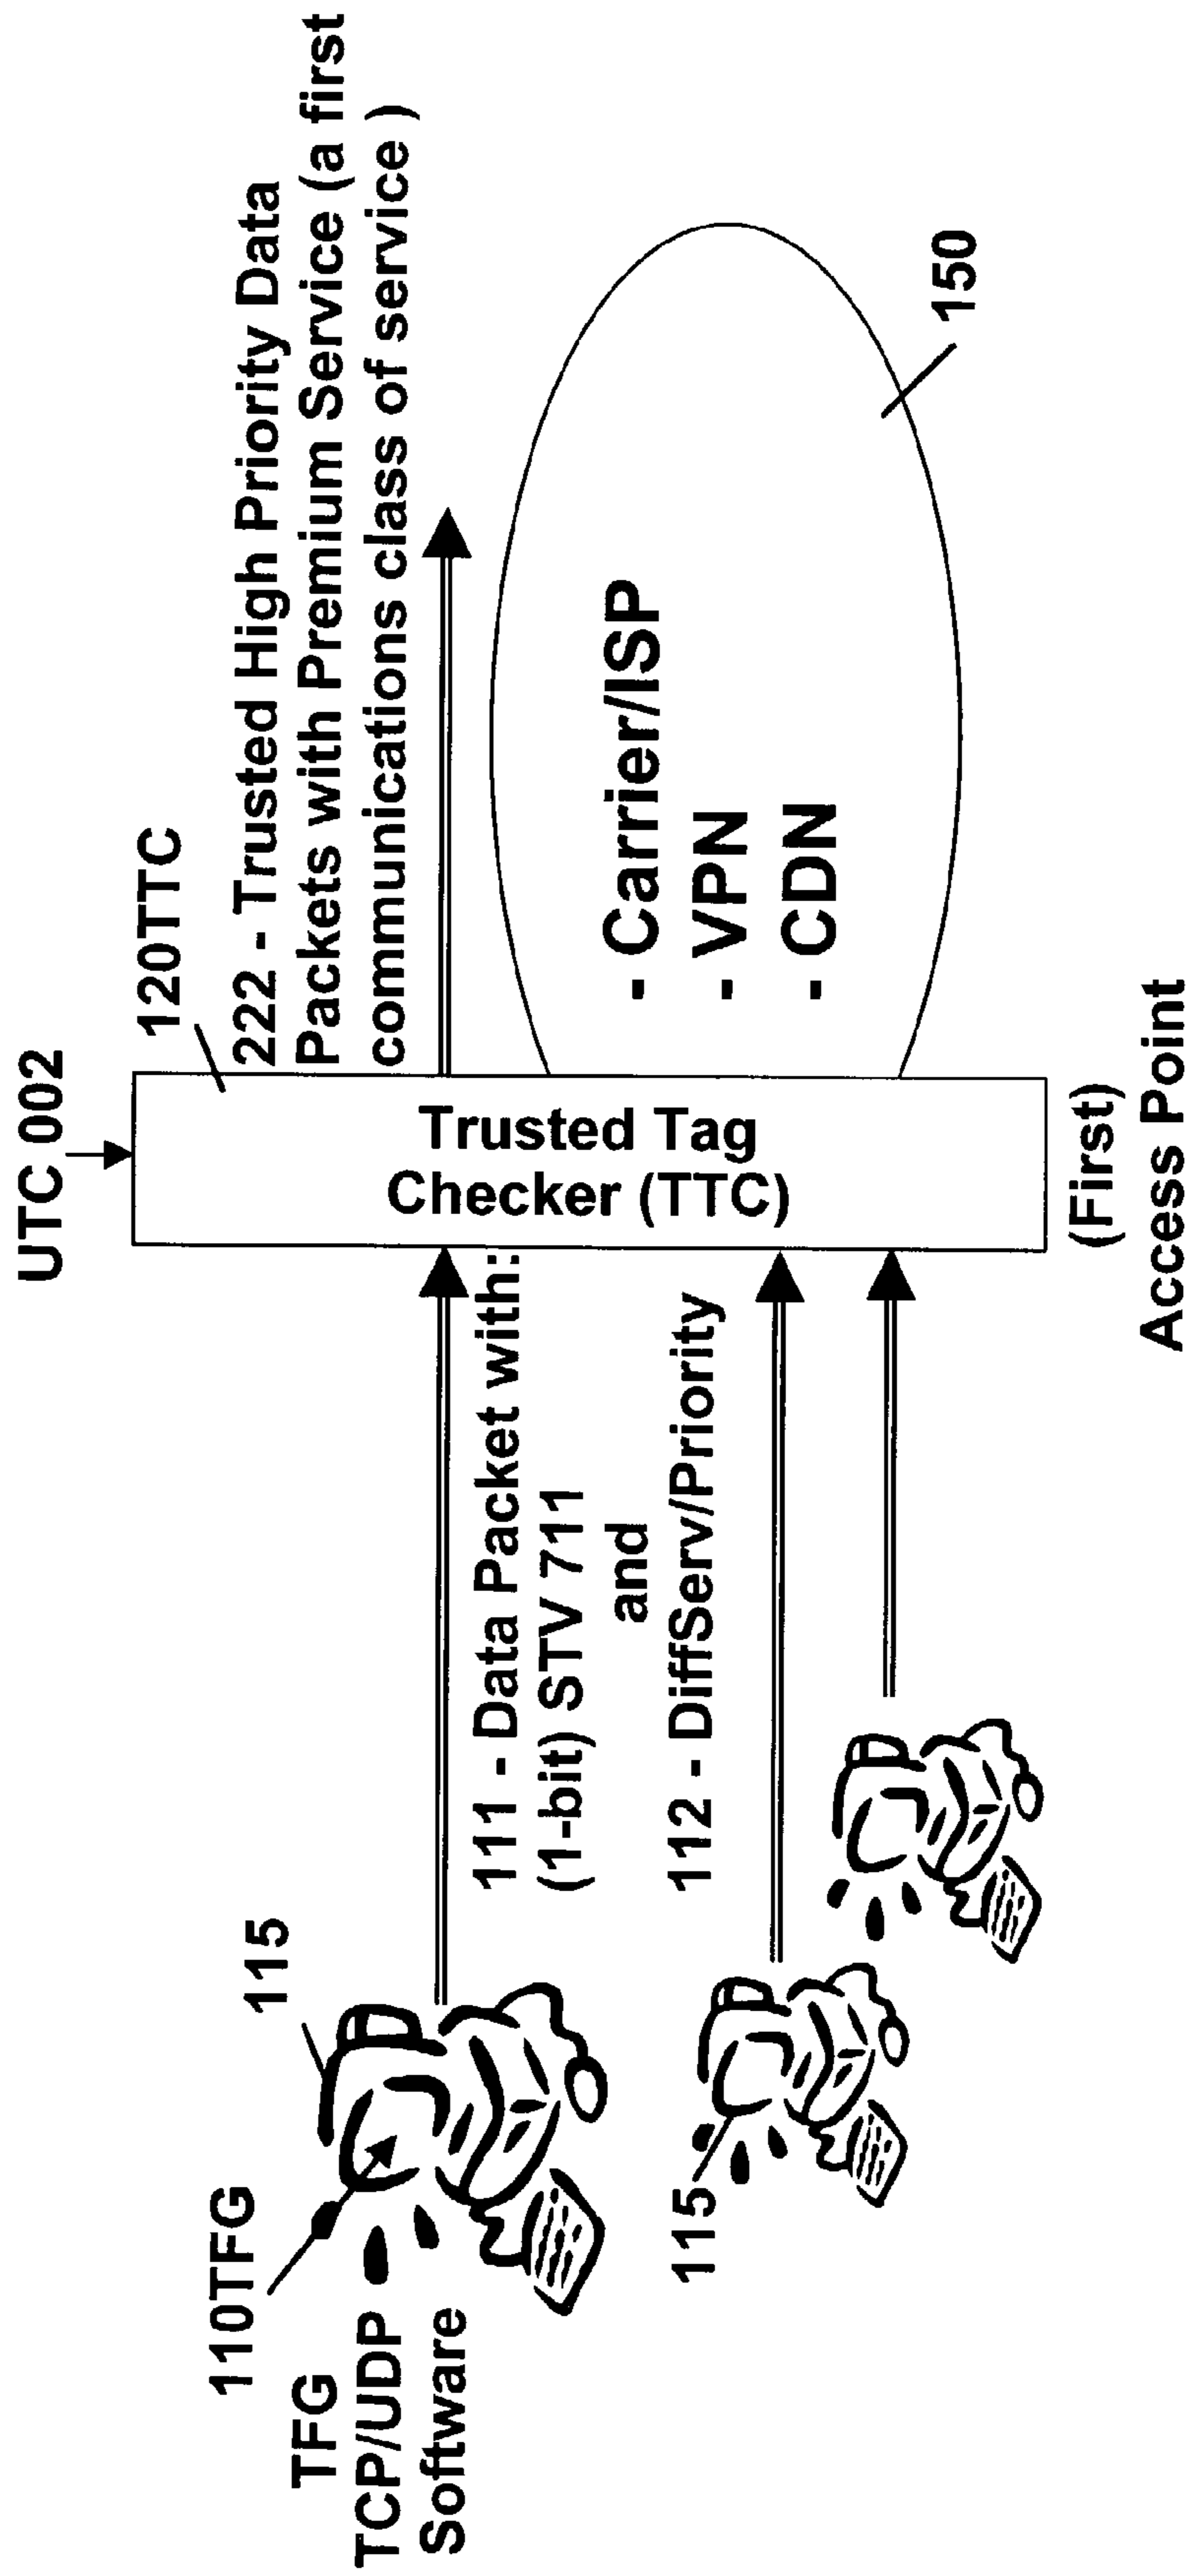 UTC 002
120TTC
222 - Trusted High Priority Data
Packets with Premium Service (a first
communications class of service )
Trusted Tag
Checker (TTC)
- Carrier/ISP
- VPN
- CDN
150
(First)
Access Point
110TFG
115
TFG
TCP/UDP
Software
111 - Data Packet with:
(1-bit) STV 711
and
112 - DiffServ/Priority
115